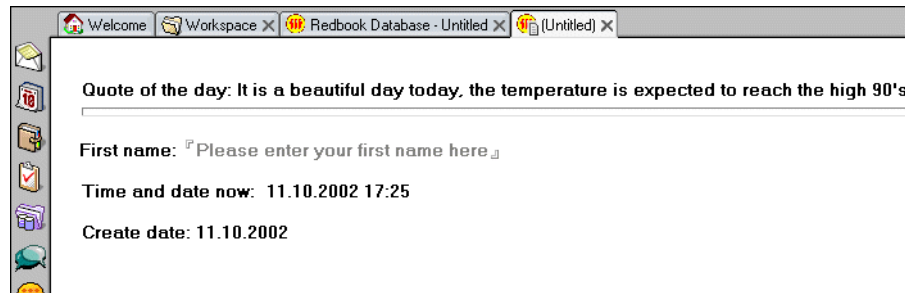 Welcome Workspace Redbook Database - Untitled (Untitled)
Quote of the day: It is a beautiful day today, the temperature is expected to reach the high 90's
First name: 『Please enter your first name here』
Time and date now: 11.10.2002 17:25
Create date: 11.10.2002